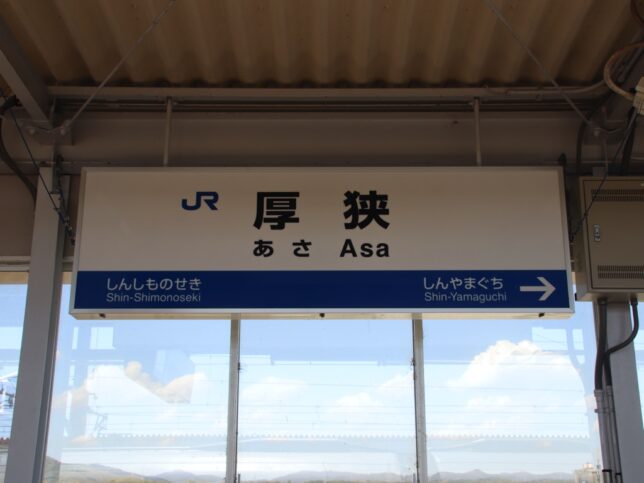 JR 厚狭
あさ Asa
しんしものせき しんやまぐち →
Shin-Shimonoseki Shin-Yamaguchi